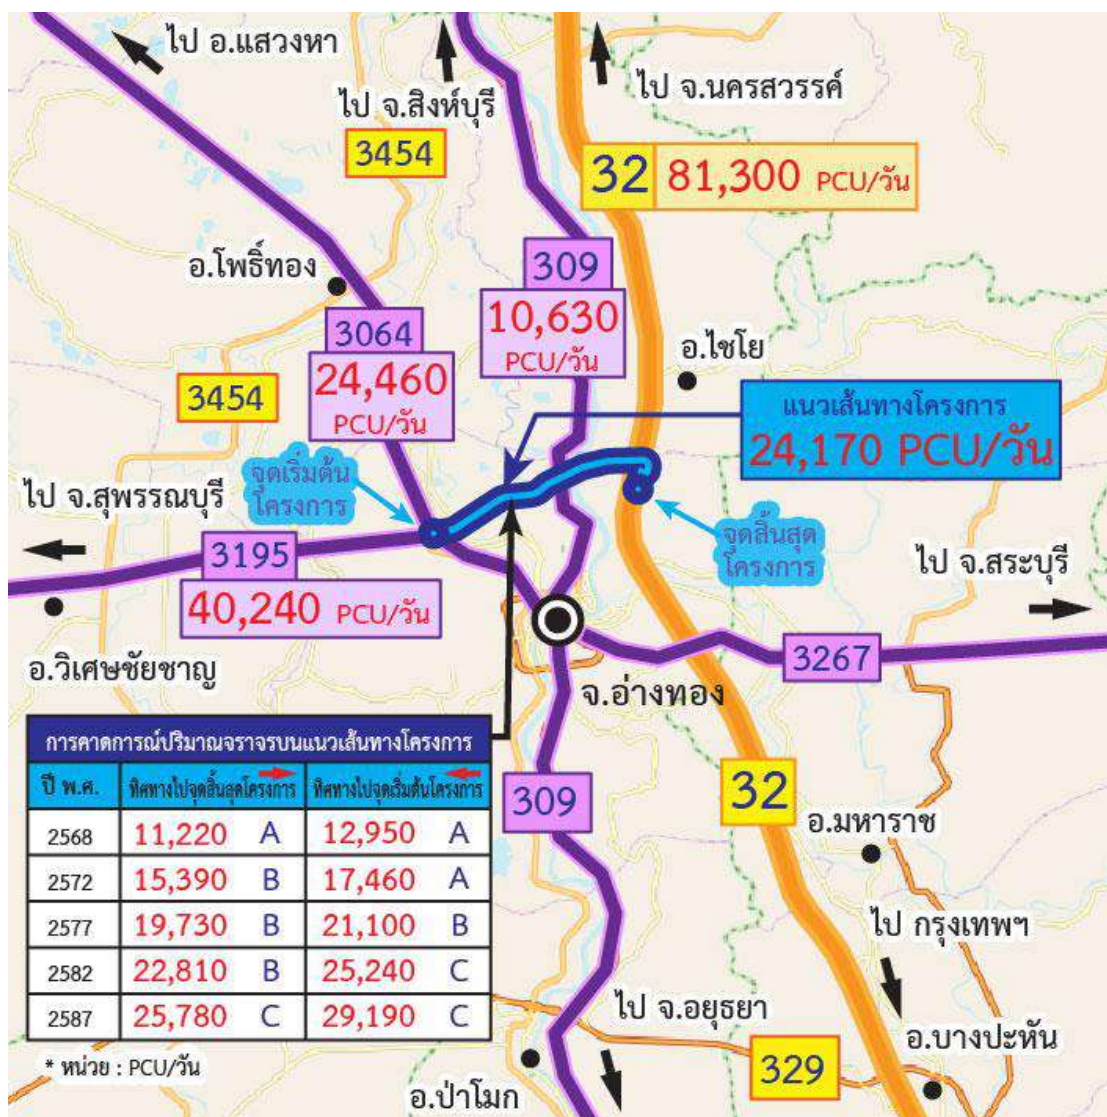 ไป อ.แสวงหา
ไป จ.สิงห์บุรี
ไป จ.นครสวรรค์
3454
32 81,300 PCU/วัน
อ.โพธิ์ทอง
309
10,630
PCU/วัน
3064
24,460
PCU/วัน
อ.ไชโย
3454
แนวเส้นทางโครงการ
24,170 PCU/วัน
จุดเริ่มต้น
โครงการ
ไป จ.สุพรรณบุรี
จุดสิ้นสุด
โครงการ
3195
40,240 PCU/วัน
ไป จ.สระบุรี
อ.วิเศษชัยชาญ
3267
จ.อ่างทอง
การคาดการณ์ปริมาณจราจรบนแนวเส้นทางโครงการ
ปี พ.ศ. ทิศทางไปจุดสิ้นสุดโครงการ ทิศทางไปจุดเริ่มต้นโครงการ
2568 11,220 A 12,950 A
2572 15,390 B 17,460 A
2577 19,730 B 21,100 B
2582 22,810 B 25,240 C
2587 25,780 C 29,190 C
* หน่วย : PCU/วัน
309
32
อ.มหาราช
ไป กรุงเทพฯ
ไป จ.อยุธยา
อ.บางปะหัน
329
อ.ป่าโมก